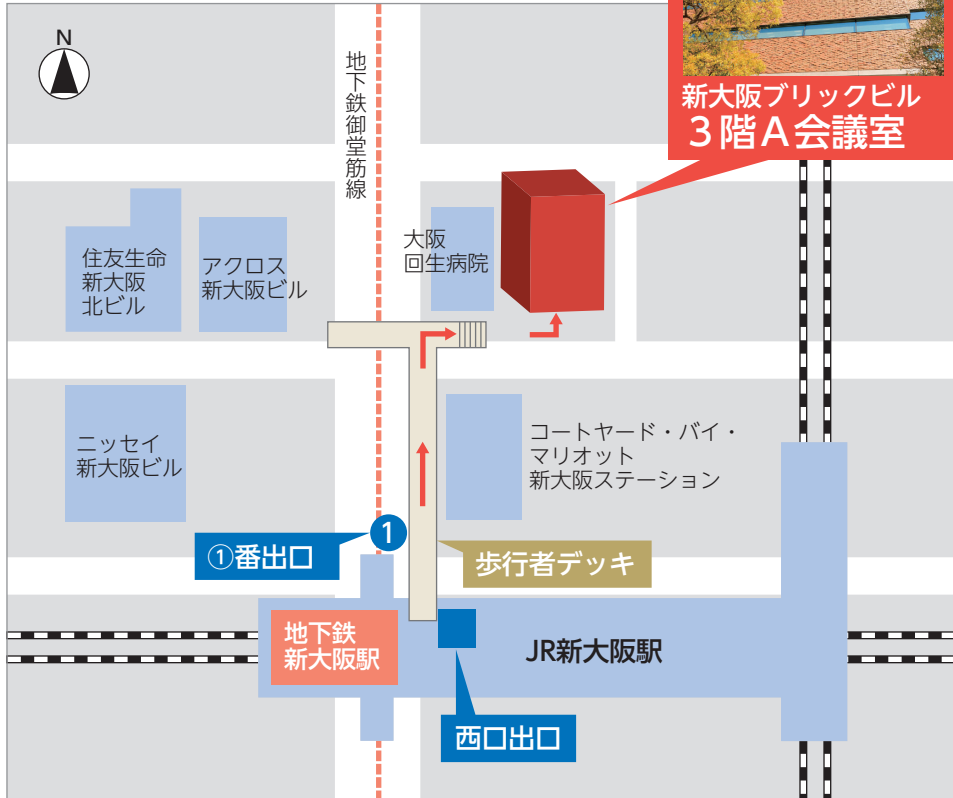 N
地下鉄御堂筋線
新大阪ブリックビル
3階A会議室
住友生命
新大阪
北ビル
アクロス
新大阪ビル
大阪
回生病院
ニッセイ
新大阪ビル
コートヤード・バイ・
マリオット
新大阪ステーション
1
①番出口
歩行者デッキ
地下鉄
新大阪駅
JR新大阪駅
西口出口